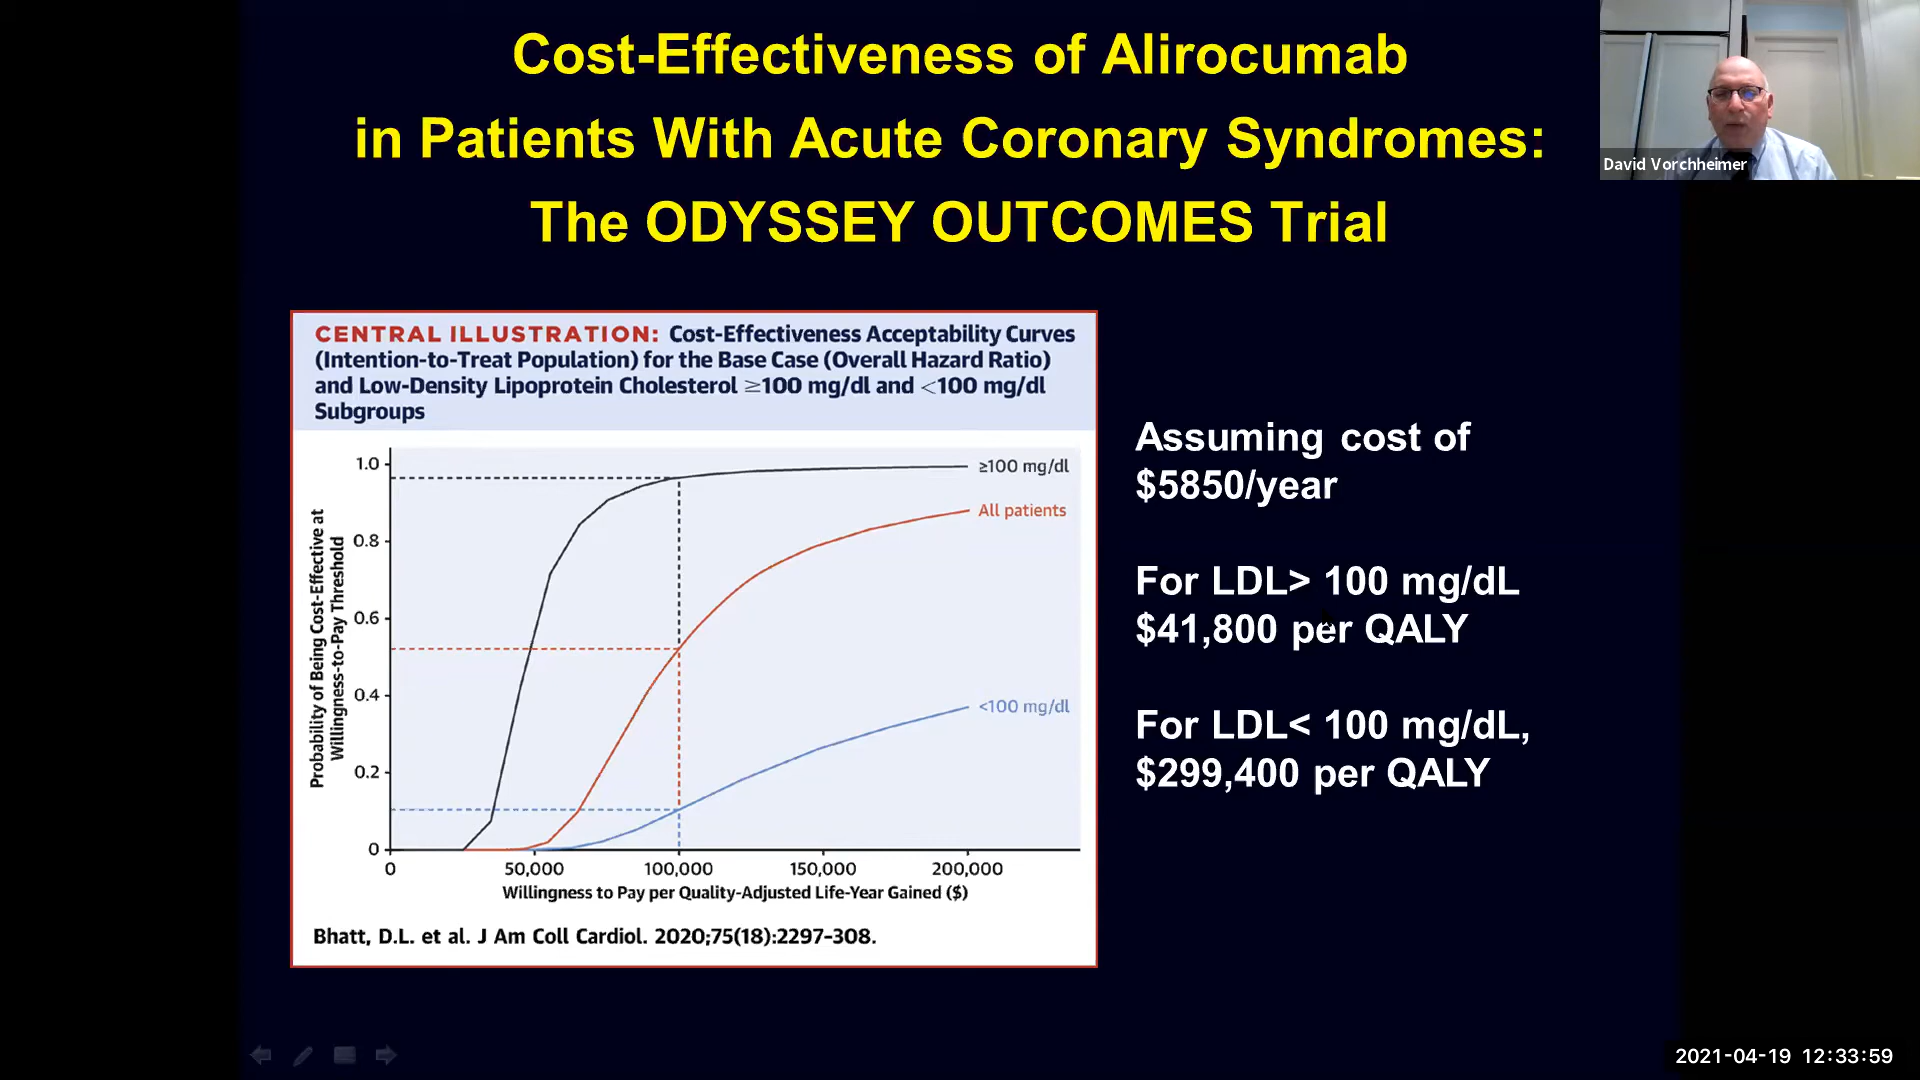 Cost-Effectiveness of Alirocumab
in Patients With Acute Coronary Syndromes:
The ODYSSEY OUTCOMES Trial
David Vorchheimer
CENTRAL ILLUSTRATION: Cost-Effectiveness Acceptability Curves
(Intention-to-Treat Population) for the Base Case (Overall Hazard Ratio)
and Low-Density Lipoprotein Cholesterol ≥100 mg/dl and <100 mg/dl
Subgroups
Probability of Being Cost-Effective at
Willingness-to-Pay Threshold
1.0
0.8
0.6
0.4
0.2
0
≥100 mg/dl
All patients
<100 mg/dl
0
50,000
100,000
150,000
200,000
Willingness to Pay per Quality-Adjusted Life-Year Gained ($)
Bhatt, D.L. et al. J Am Coll Cardiol. 2020;75(18):2297-308.
Assuming cost of
$5850/year
For LDL> 100 mg/dL
$41,800 per QALY
For LDL< 100 mg/dL,
$299,400 per QALY
2021-04-19 12:33:59